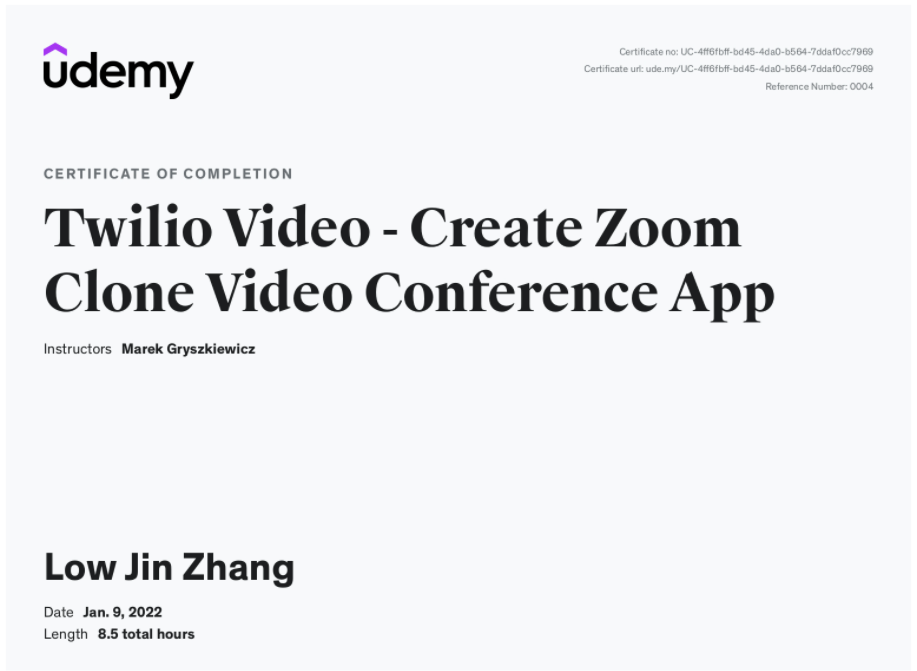 udemy
Certificate no: UC-4ff6fbff-bd45-4da0-b564-7ddaf0cc7969
Certificate url: ude.my/UC-4ff6fbff-bd45-4da0-b564-7ddaf0cc7969
Reference Number: 0004
CERTIFICATE OF COMPLETION
Twilio Video - Create Zoom
Clone Video Conference App
Instructors Marek Gryszkiewicz
Low Jin Zhang
Date Jan. 9, 2022
Length 8.5 total hours